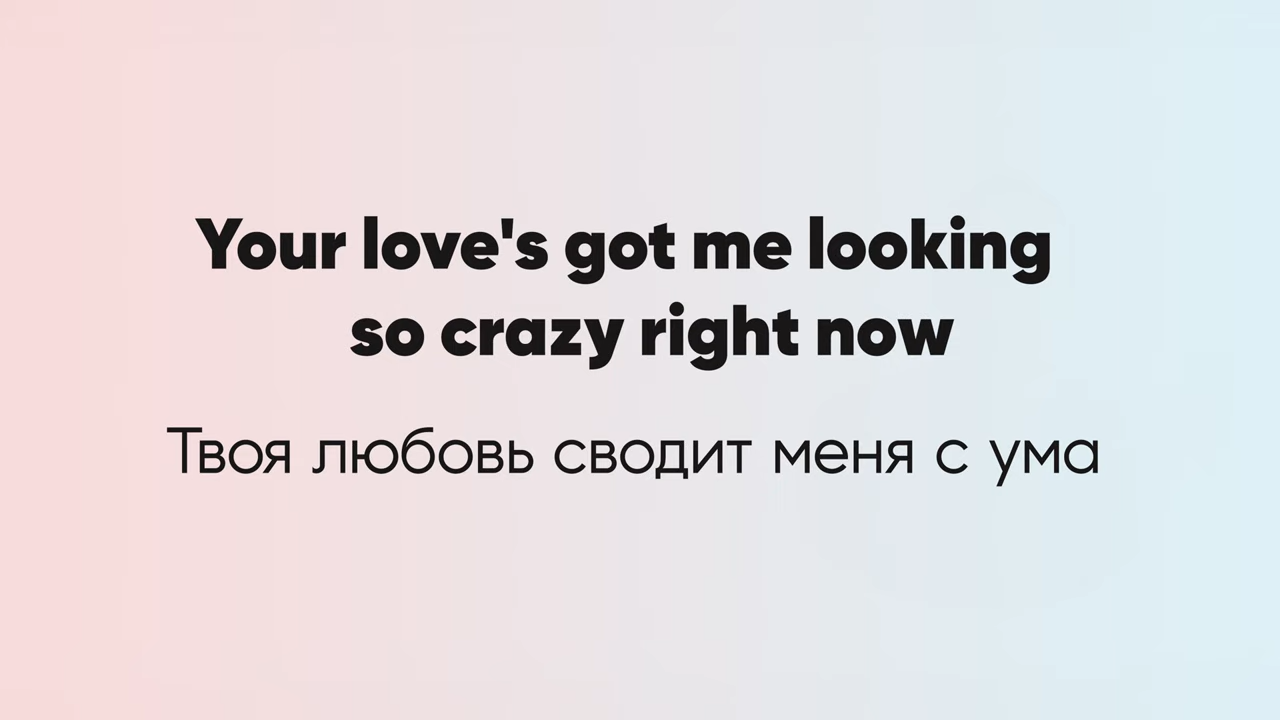 Your love's got me looking
so crazy right now
Твоя любовь сводит меня с ума